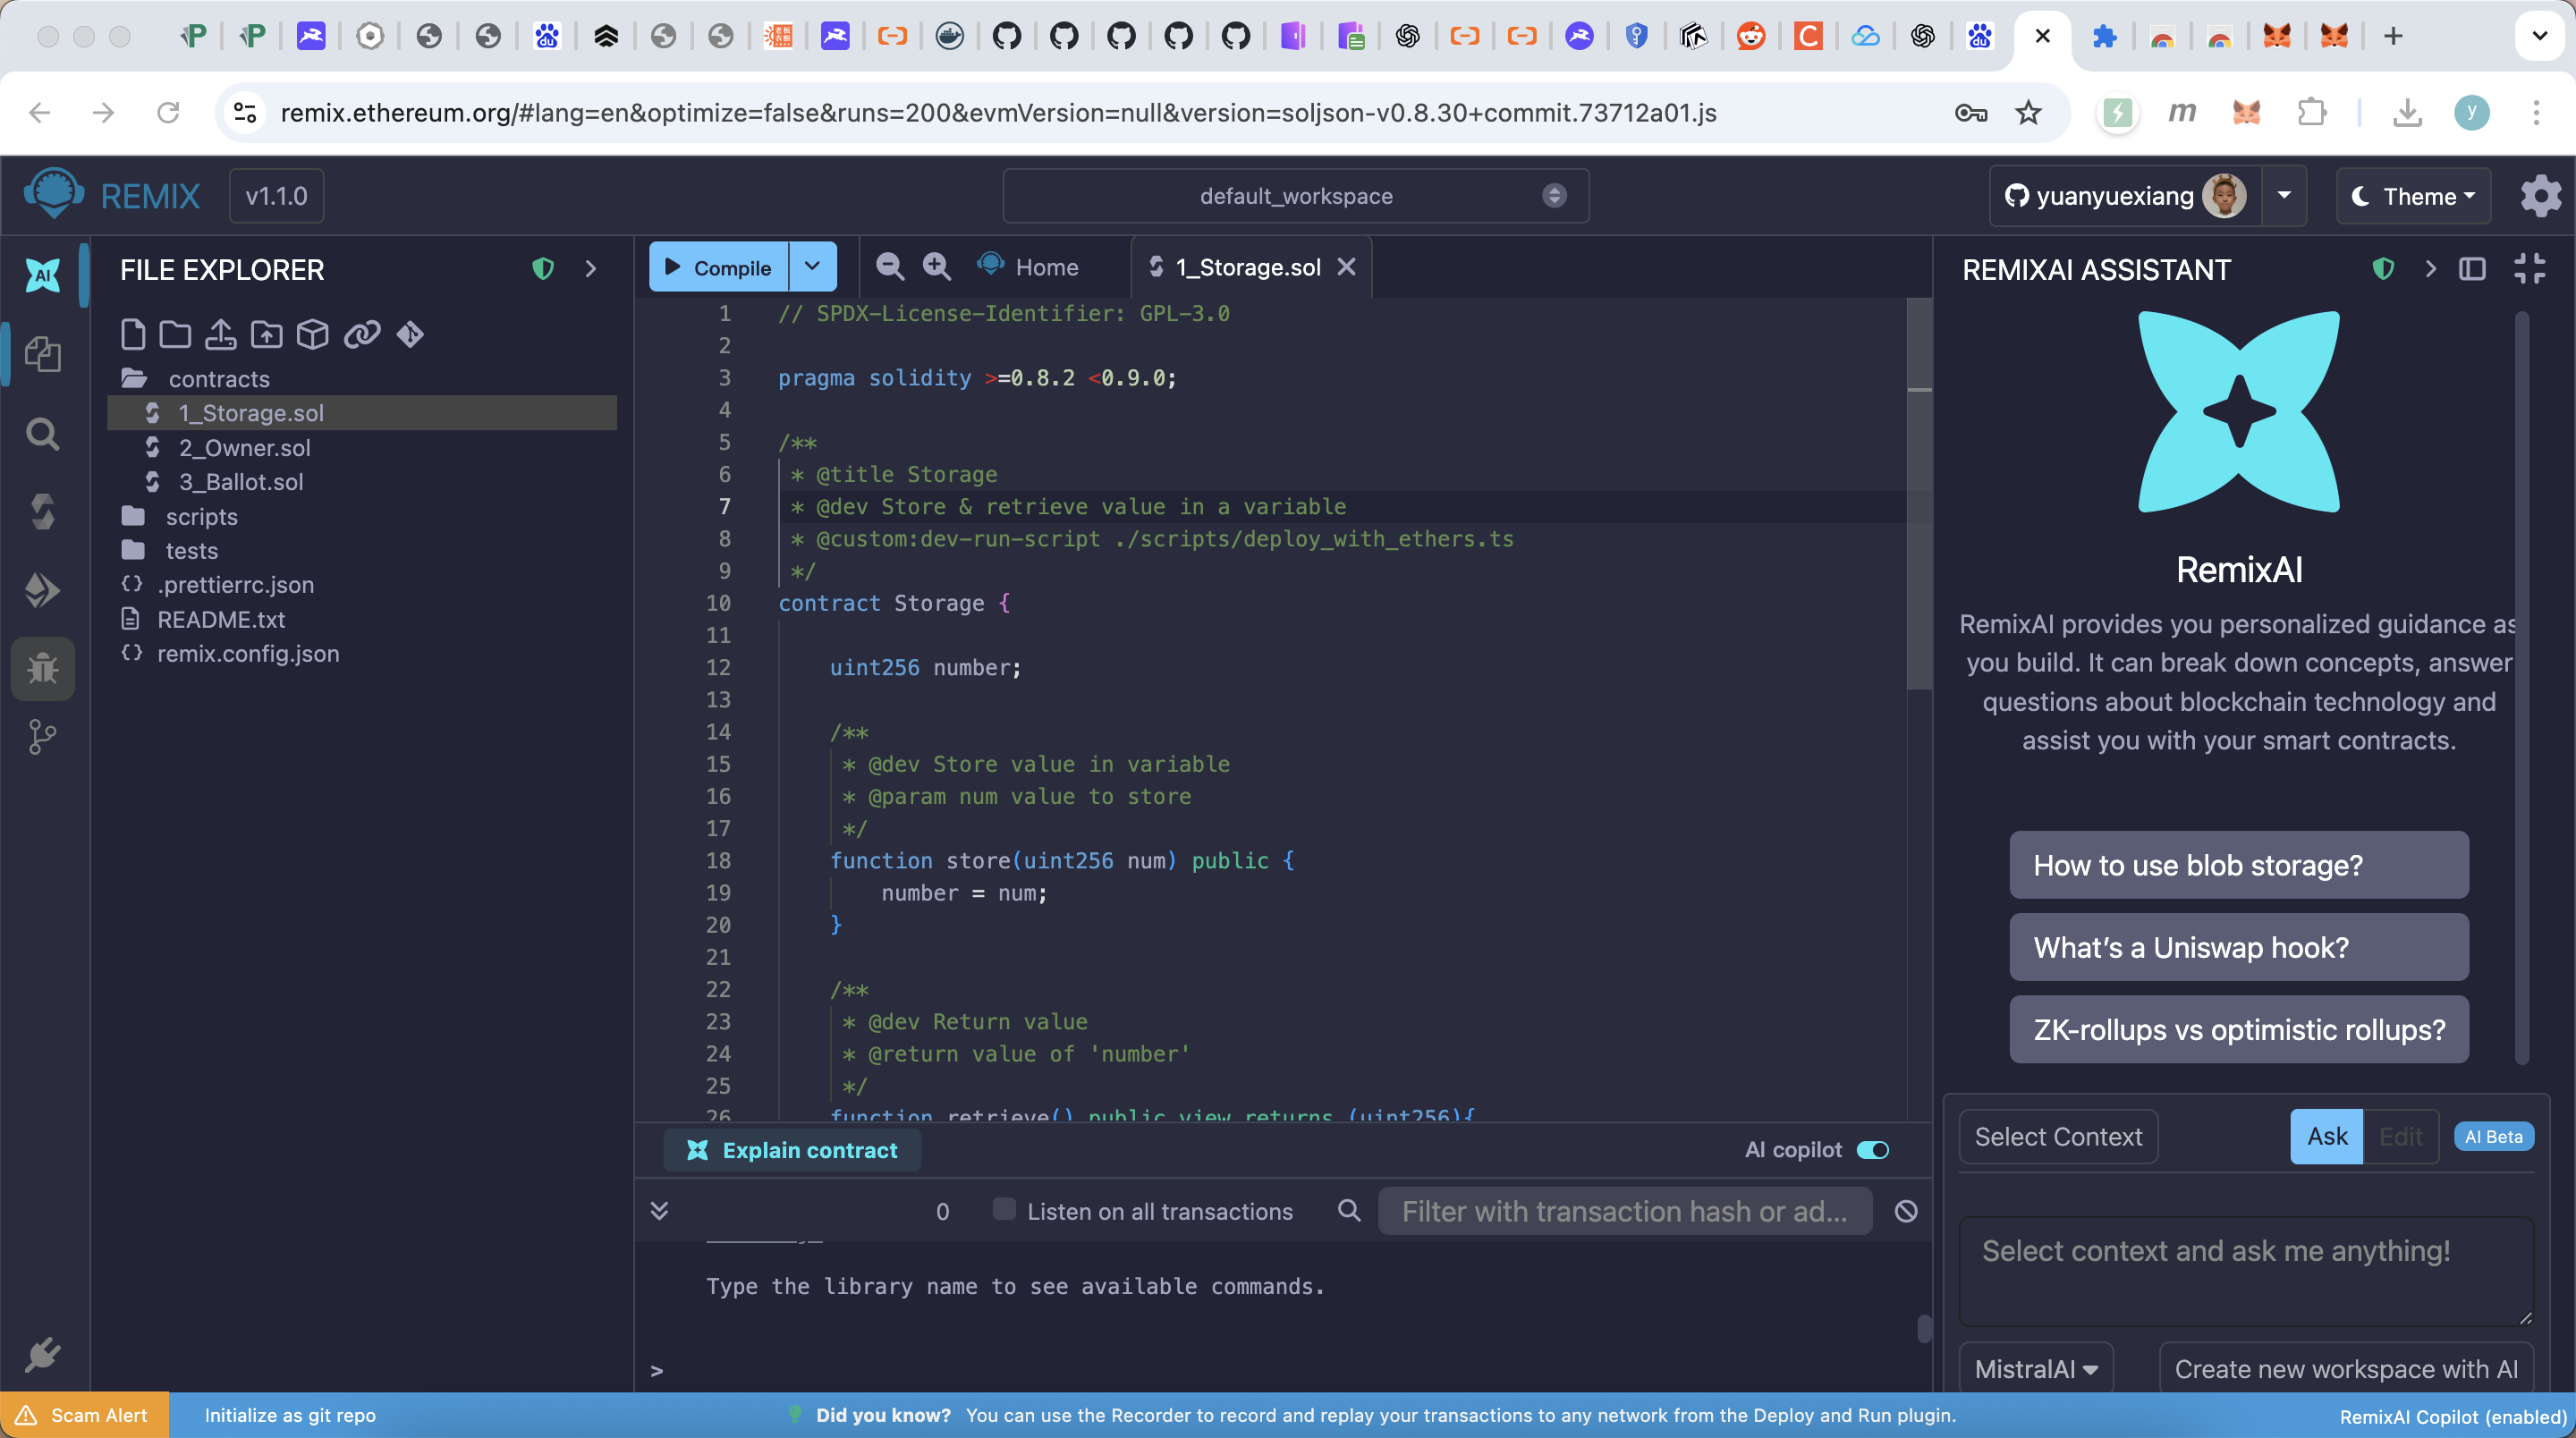 remix.ethereum.org/#lang=en&optimize=false&runs=200&evmVersion=null&version=soljson-v0.8.30+commit.73712a01.js
m
y
REMIX
v1.1.0
default_workspace
yuanyuexiang
Theme
AI
FILE EXPLORER
contracts
1_Storage.sol
2_Owner.sol
3_Ballot.sol
scripts
tests
.prettierrc.json
README.txt
remix.config.json
Compile
Home
1_Storage.sol
1 // SPDX-License-Identifier: GPL-3.0
2
3 pragma solidity >=0.8.2 <0.9.0;
4
5 /**
6 * @title Storage
7 * @dev Store & retrieve value in a variable
8 * @custom:dev-run-script ./scripts/deploy_with_ethers.ts
9 */
10 contract Storage {
11
12 uint256 number;
13
14 /**
15 * @dev Store value in variable
16 * @param num value to store
17 */
18 function store(uint256 num) public {
19 number = num;
20 }
21
22 /**
23 * @dev Return value
24 * @return value of 'number'
25 */
26 function retrieve() public view returns (uint256){
Explain contract
AI copilot
0
Listen on all transactions
Filter with transaction hash or ad...
Type the library name to see available commands.
>
REMIXAI ASSISTANT
RemixAI
RemixAI provides you personalized guidance as
you build. It can break down concepts, answer
questions about blockchain technology and
assist you with your smart contracts.
How to use blob storage?
What's a Uniswap hook?
ZK-rollups vs optimistic rollups?
Select Context
Ask
Edit
AI Beta
Select context and ask me anything!
MistralAI
Create new workspace with AI
Scam Alert
Initialize as git repo
Did you know? You can use the Recorder to record and replay your transactions to any network from the Deploy and Run plugin.
RemixAI Copilot (enabled)